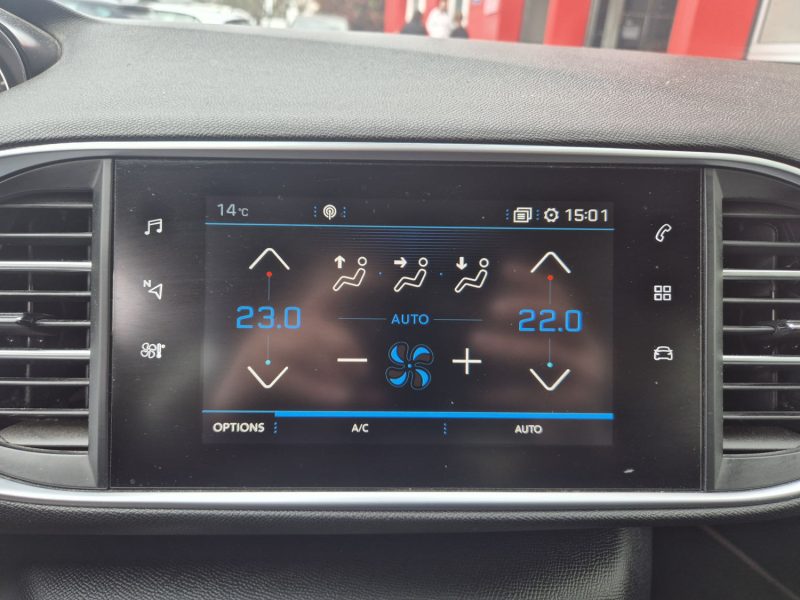 14°C 15:01
N
23.0 AUTO 22.0
OPTIONS A/C AUTO